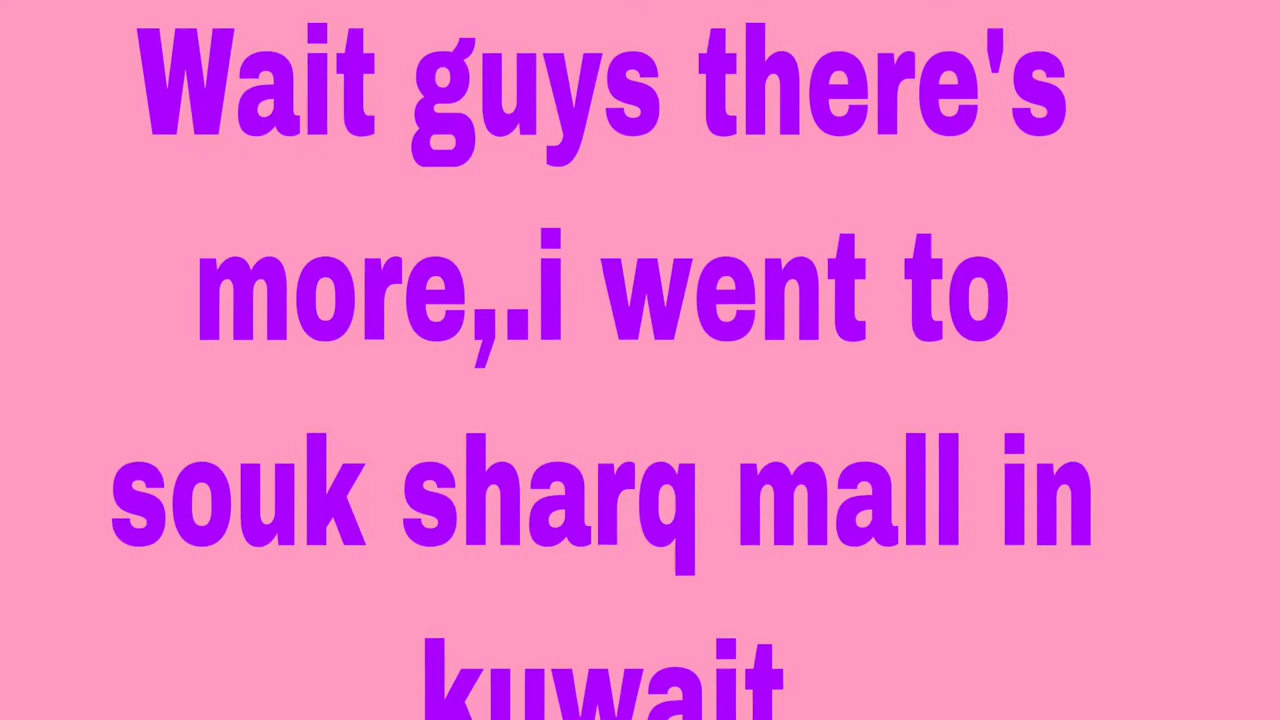 Wait guys there's
more,.i went to
souk sharq mall in
kuwait